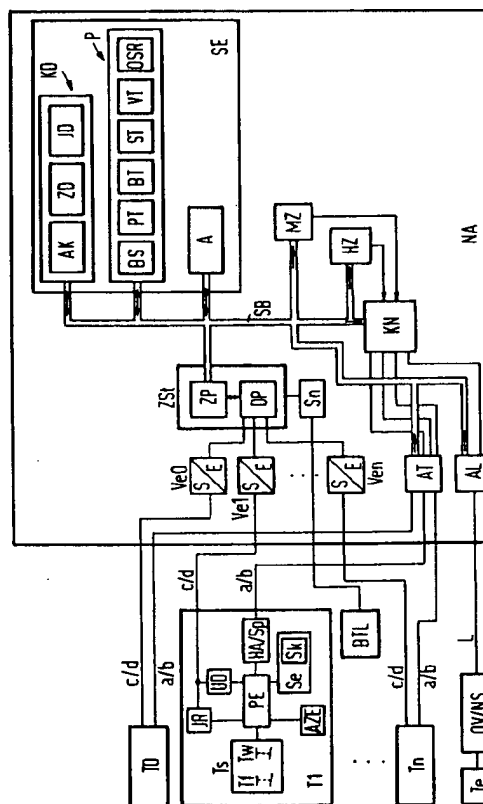 KD
P
AK
ZD
JD
BS
PT
BT
ST
VT
OSR
SE
A
MZ
HZ
SB
KN
NA
ZSt
ZP
DP
Sn
Ve0
S/E
Ve1
S/E
Ven
S/E
AT
AL
c/d
a/b
c/d
a/b
c/d
a/b
L
BTL
T0
JR
UD
HA/Sp
PE
Se
Sk
AZE
Ts
Tf
Tw
T1
Tn
OV/NS
Te